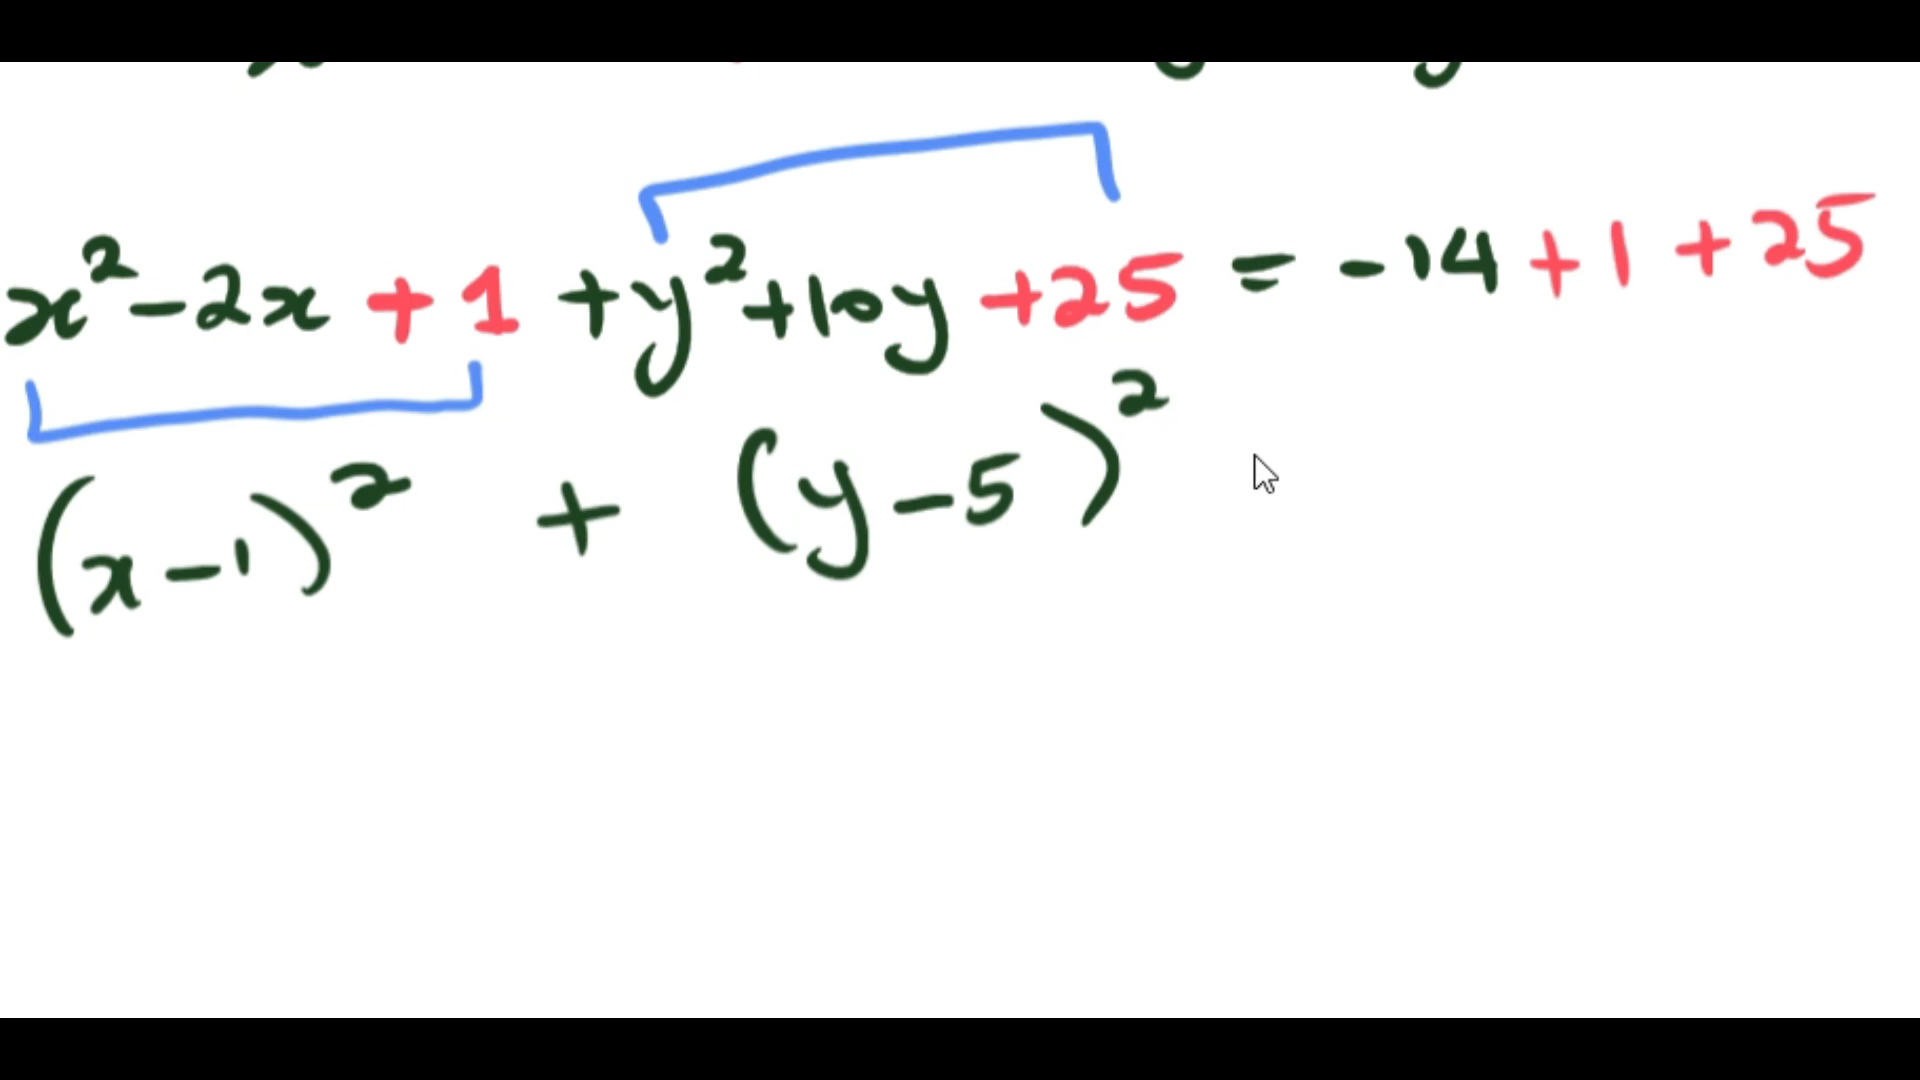 x²-2x +1 +y²+10y +25 = -14 +1 +25
(x-1)² + (y-5)²